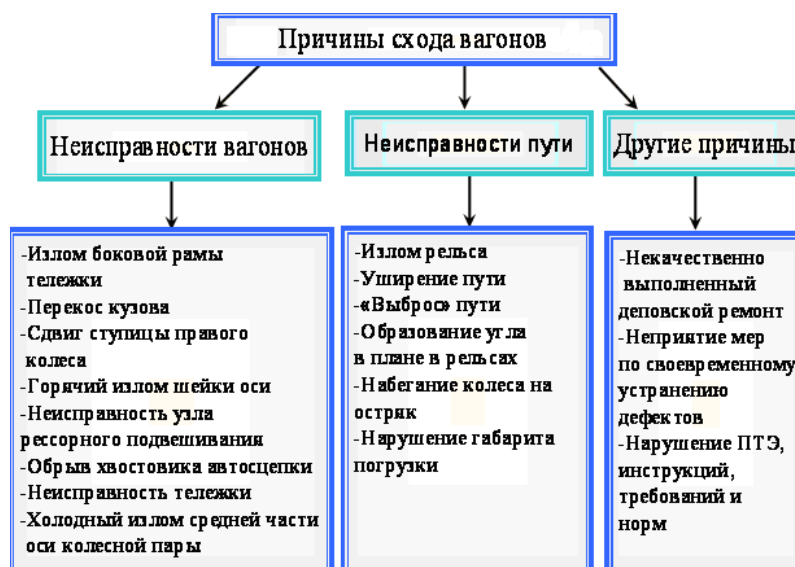 Причины схода вагонов
Неисправности вагонов
-Излом боковой рамы
тележки
-Перекос кузова
-Сдвиг ступицы правого
колеса
-Горячий излом шейки оси
-Неисправность узла
рессорного подвешивания
-Обрыв хвостовика автосцепки
-Неисправность тележки
-Холодный излом средней части
оси колесной пары
Неисправности пути
-Излом рельса
-Уширение пути
-«Выброс» пути
-Образование угла
в плане в рельсах
-Набегание колеса на
остряк
-Нарушение габарита
погрузки
Другие причины
-Некачественно
выполненный
деповской ремонт
-Неприятие мер
по своевременному
устранению
дефектов
-Нарушение ПТЭ,
инструкций,
требований и
норм